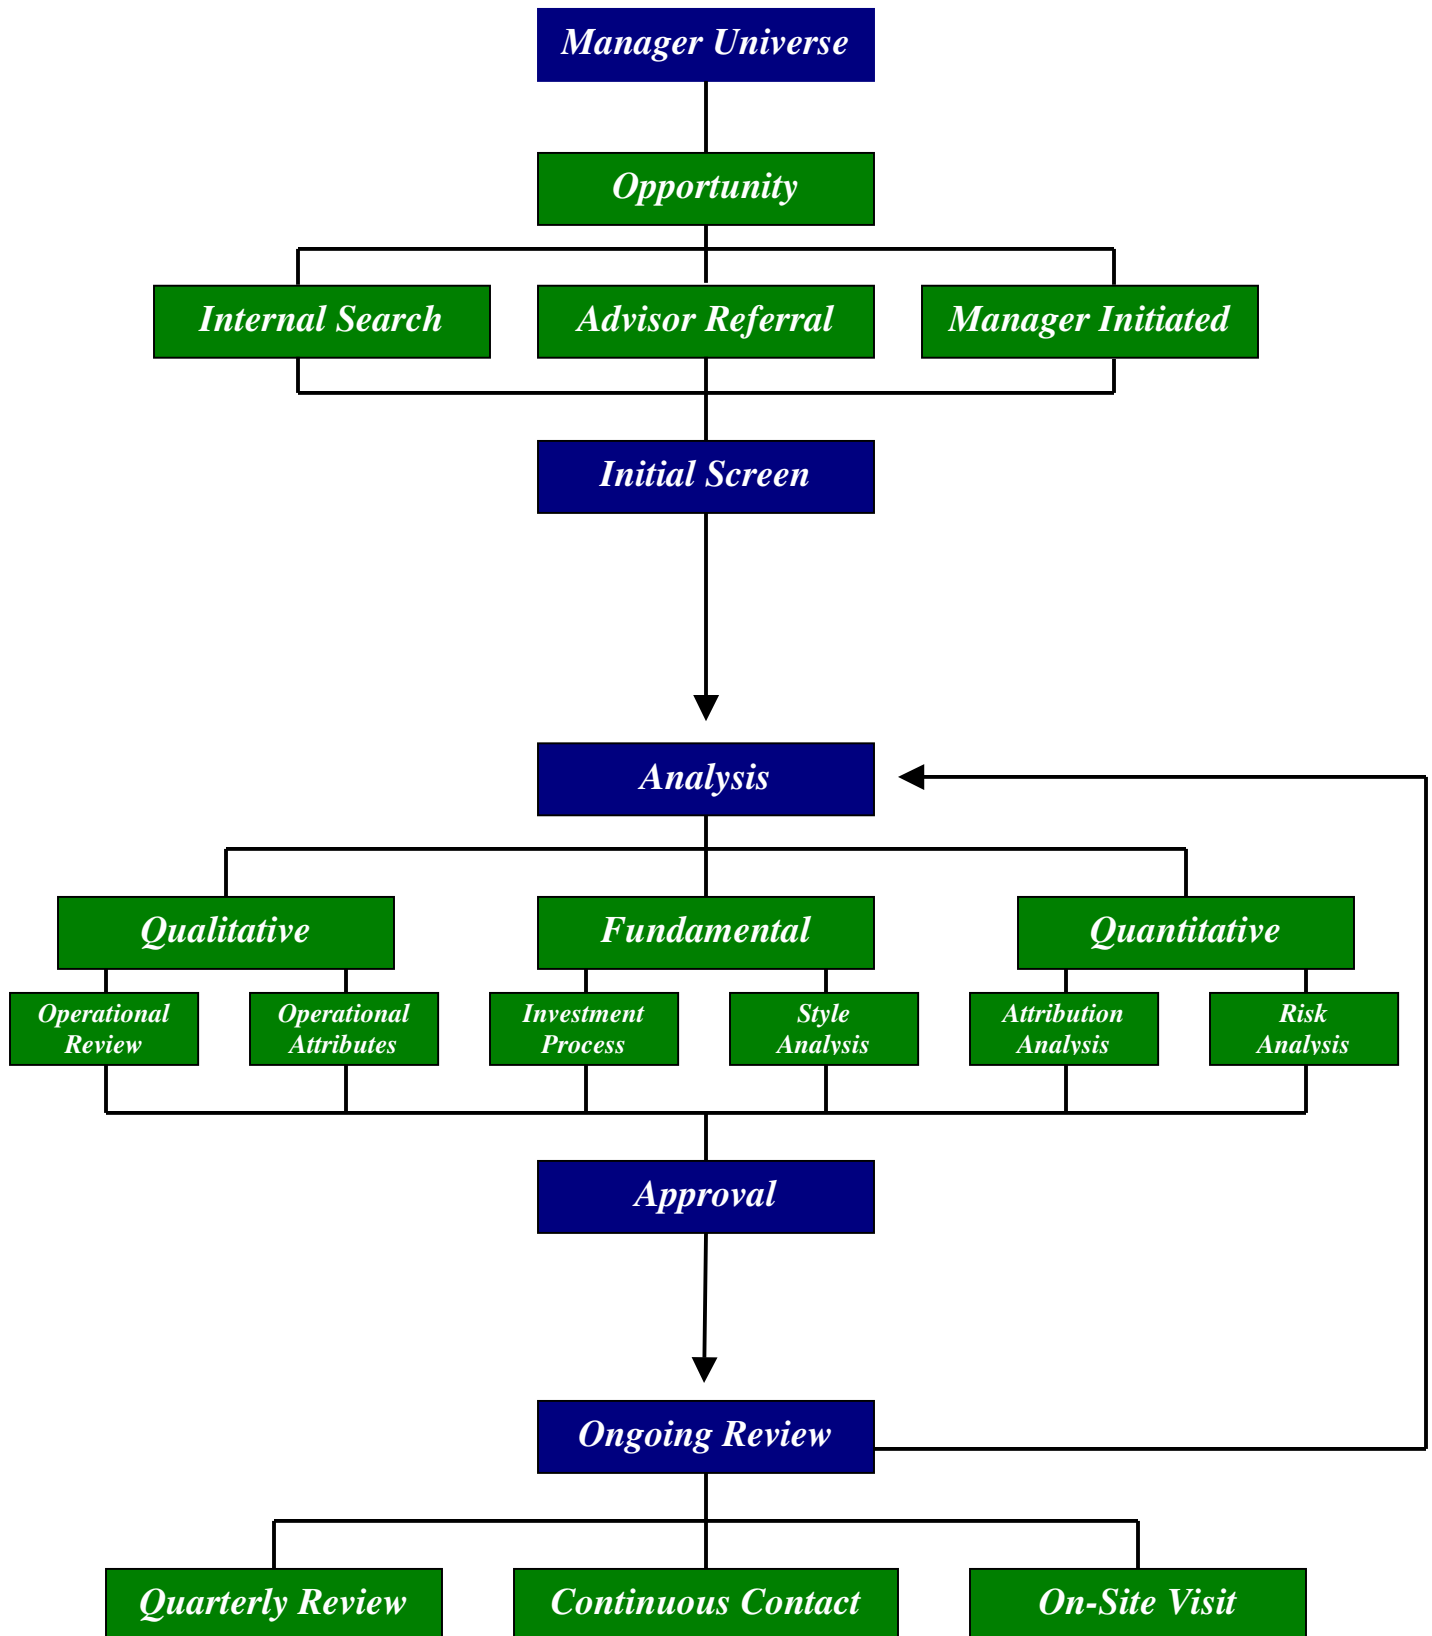 Manager Universe
Opportunity
Internal Search
Advisor Referral
Manager Initiated
Initial Screen
Analysis
Qualitative
Fundamental
Quantitative
Operational
Review
Operational
Attributes
Investment
Process
Style
Analysis
Attribution
Analysis
Risk
Analysis
Approval
Ongoing Review
Quarterly Review
Continuous Contact
On-Site Visit